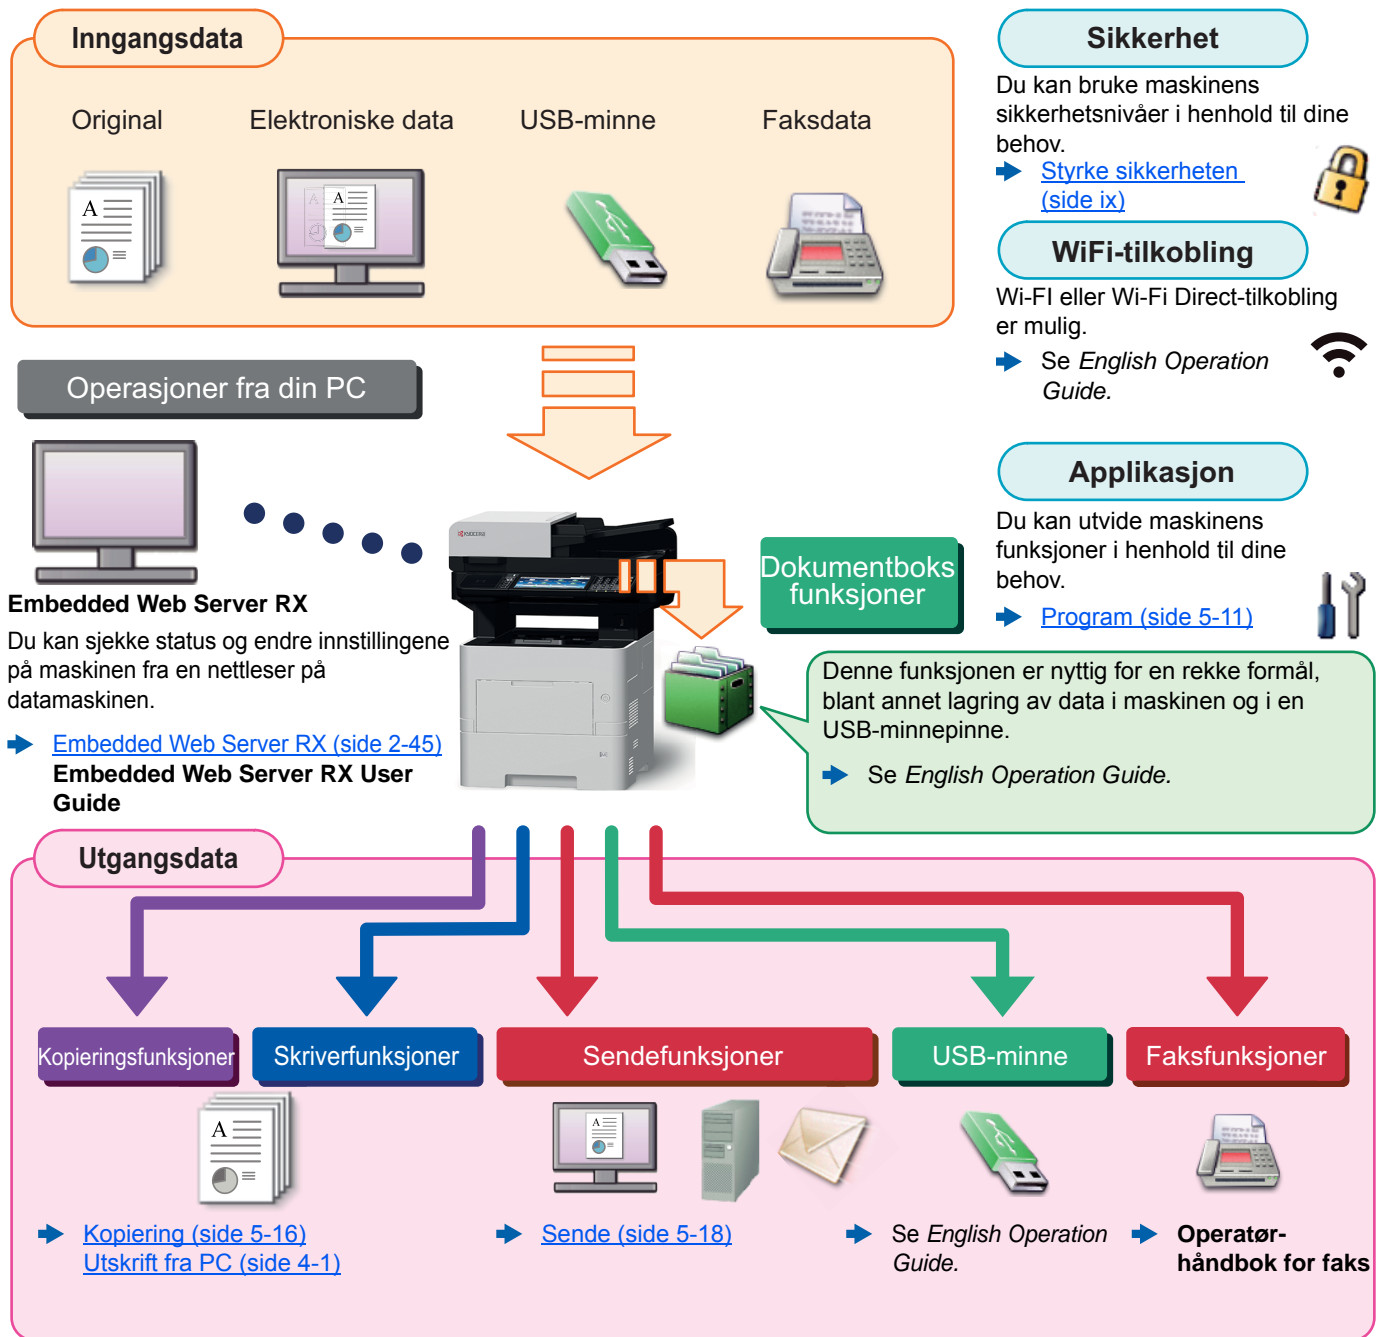 Inngangsdata
Original
Elektroniske data
USB-minne
Faksdata
Sikkerhet
Du kan bruke maskinens
sikkerhetsnivåer i henhold til dine
behov.
Styrke sikkerheten
(side ix)
WiFi-tilkobling
Wi-FI eller Wi-Fi Direct-tilkobling
er mulig.
Se English Operation
Guide.
Applikasjon
Du kan utvide maskinens
funksjoner i henhold til dine
behov.
Program (side 5-11)
Operasjoner fra din PC
Embedded Web Server RX
Du kan sjekke status og endre innstillingene
på maskinen fra en nettleser på
datamaskinen.
Embedded Web Server RX (side 2-45)
Embedded Web Server RX User
Guide
KYOCERA
Dokumentboks
funksjoner
Denne funksjonen er nyttig for en rekke formål,
blant annet lagring av data i maskinen og i en
USB-minnepinne.
Se English Operation Guide.
Utgangsdata
Kopieringsfunksjoner
Skriverfunksjoner
Sendefunksjoner
USB-minne
Faksfunksjoner
Kopiering (side 5-16)
Utskrift fra PC (side 4-1)
Sende (side 5-18)
Se English Operation
Guide.
Operatør-
håndbok for faks
A
A
A
A